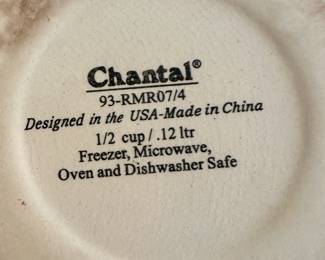 Chantal®
93-RMR07/4
Designed in the USA-Made in China
1/2 cup/.12 ltr
Freezer, Microwave,
Oven and Dishwasher Safe